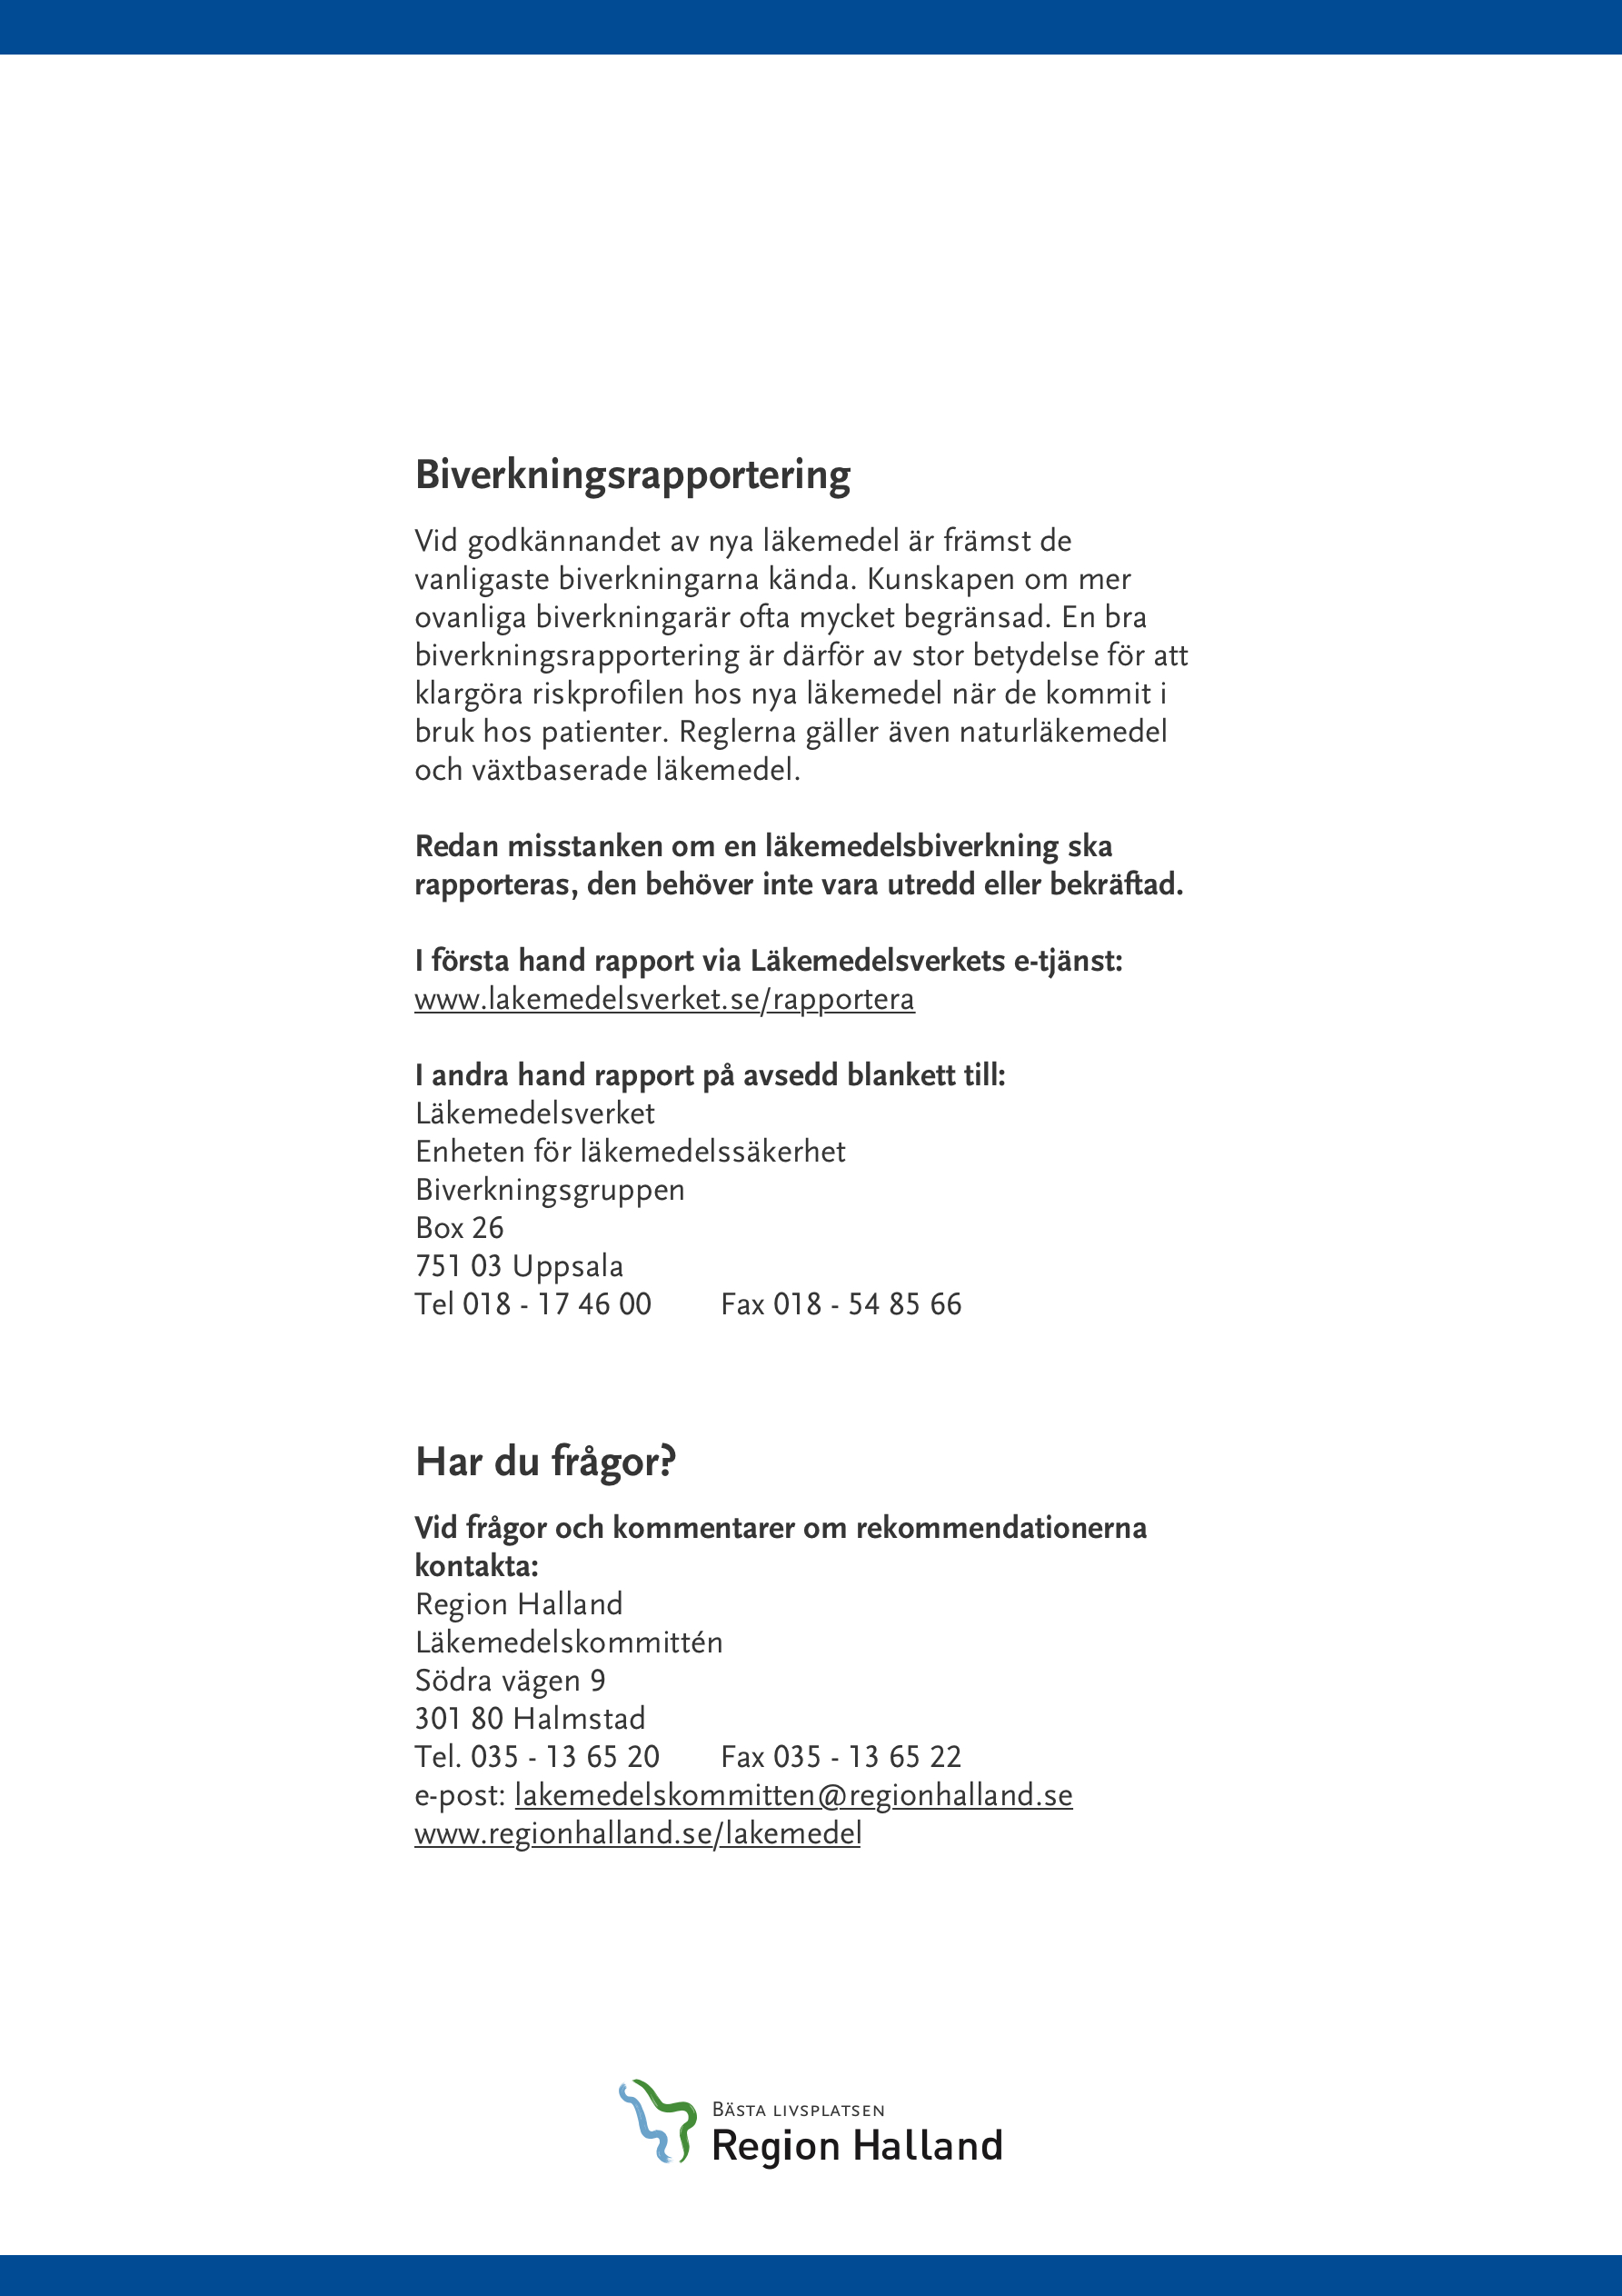 Biverkningsrapportering
Vid godkännandet av nya läkemedel är främst de
vanligaste biverkningarna kända. Kunskapen om mer
ovanliga biverkningarär ofta mycket begränsad. En bra
biverkningsrapportering är därför av stor betydelse för att
klargöra riskprofilen hos nya läkemedel när de kommit i
bruk hos patienter. Reglerna gäller även naturläkemedel
och växtbaserade läkemedel.
Redan misstanken om en läkemedelsbiverkning ska
rapporteras, den behöver inte vara utredd eller bekräftad.
I första hand rapport via Läkemedelsverkets e-tjänst:
www.lakemedelsverket.se/rapportera
I andra hand rapport på avsedd blankett till:
Läkemedelsverket
Enheten för läkemedelssäkerhet
Biverkningsgruppen
Box 26
751 03 Uppsala
Tel 018 - 17 46 00 Fax 018 - 54 85 66
Har du frågor?
Vid frågor och kommentarer om rekommendationerna
kontakta:
Region Halland
Läkemedelskommittén
Södra vägen 9
301 80 Halmstad
Tel. 035 - 13 65 20 Fax 035 - 13 65 22
e-post: lakemedelskommitten@regionhalland.se
www.regionhalland.se/lakemedel
Bästa livsplatsen
Region Halland